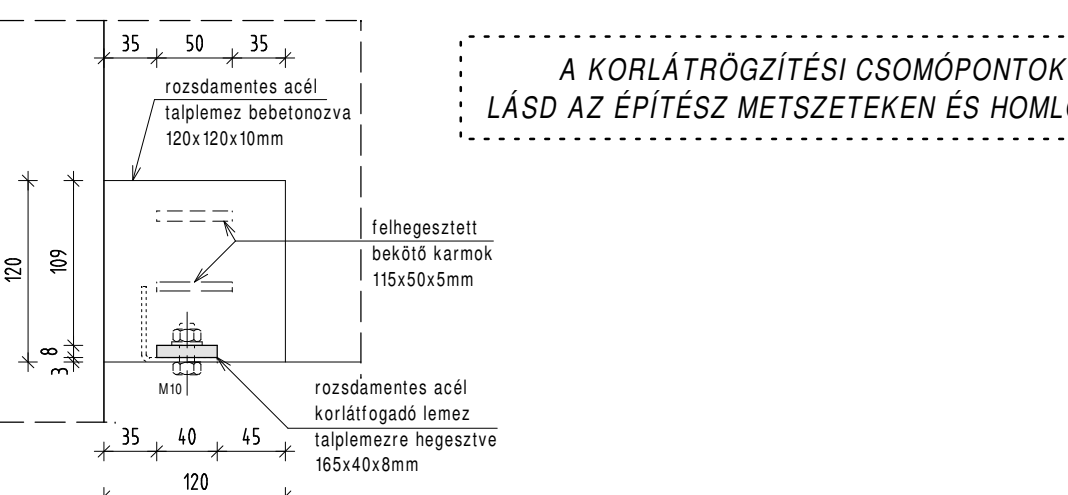 35 50 35
A KORLÁTRÖGZÍTÉSI CSOMÓPONTOK
LÁSD AZ ÉPÍTÉSZ METSZETEKEN ÉS
rozsdamentes acél
talplemez bebetonozva
120x120x10mm
felhegesztett
bekötő karmok
115x50x5mm
120
109
8
3
M10
rozsdamentes acél
korlátfogadó lemez
talplemezre hegesztve
165x40x8mm
35 40 45
120